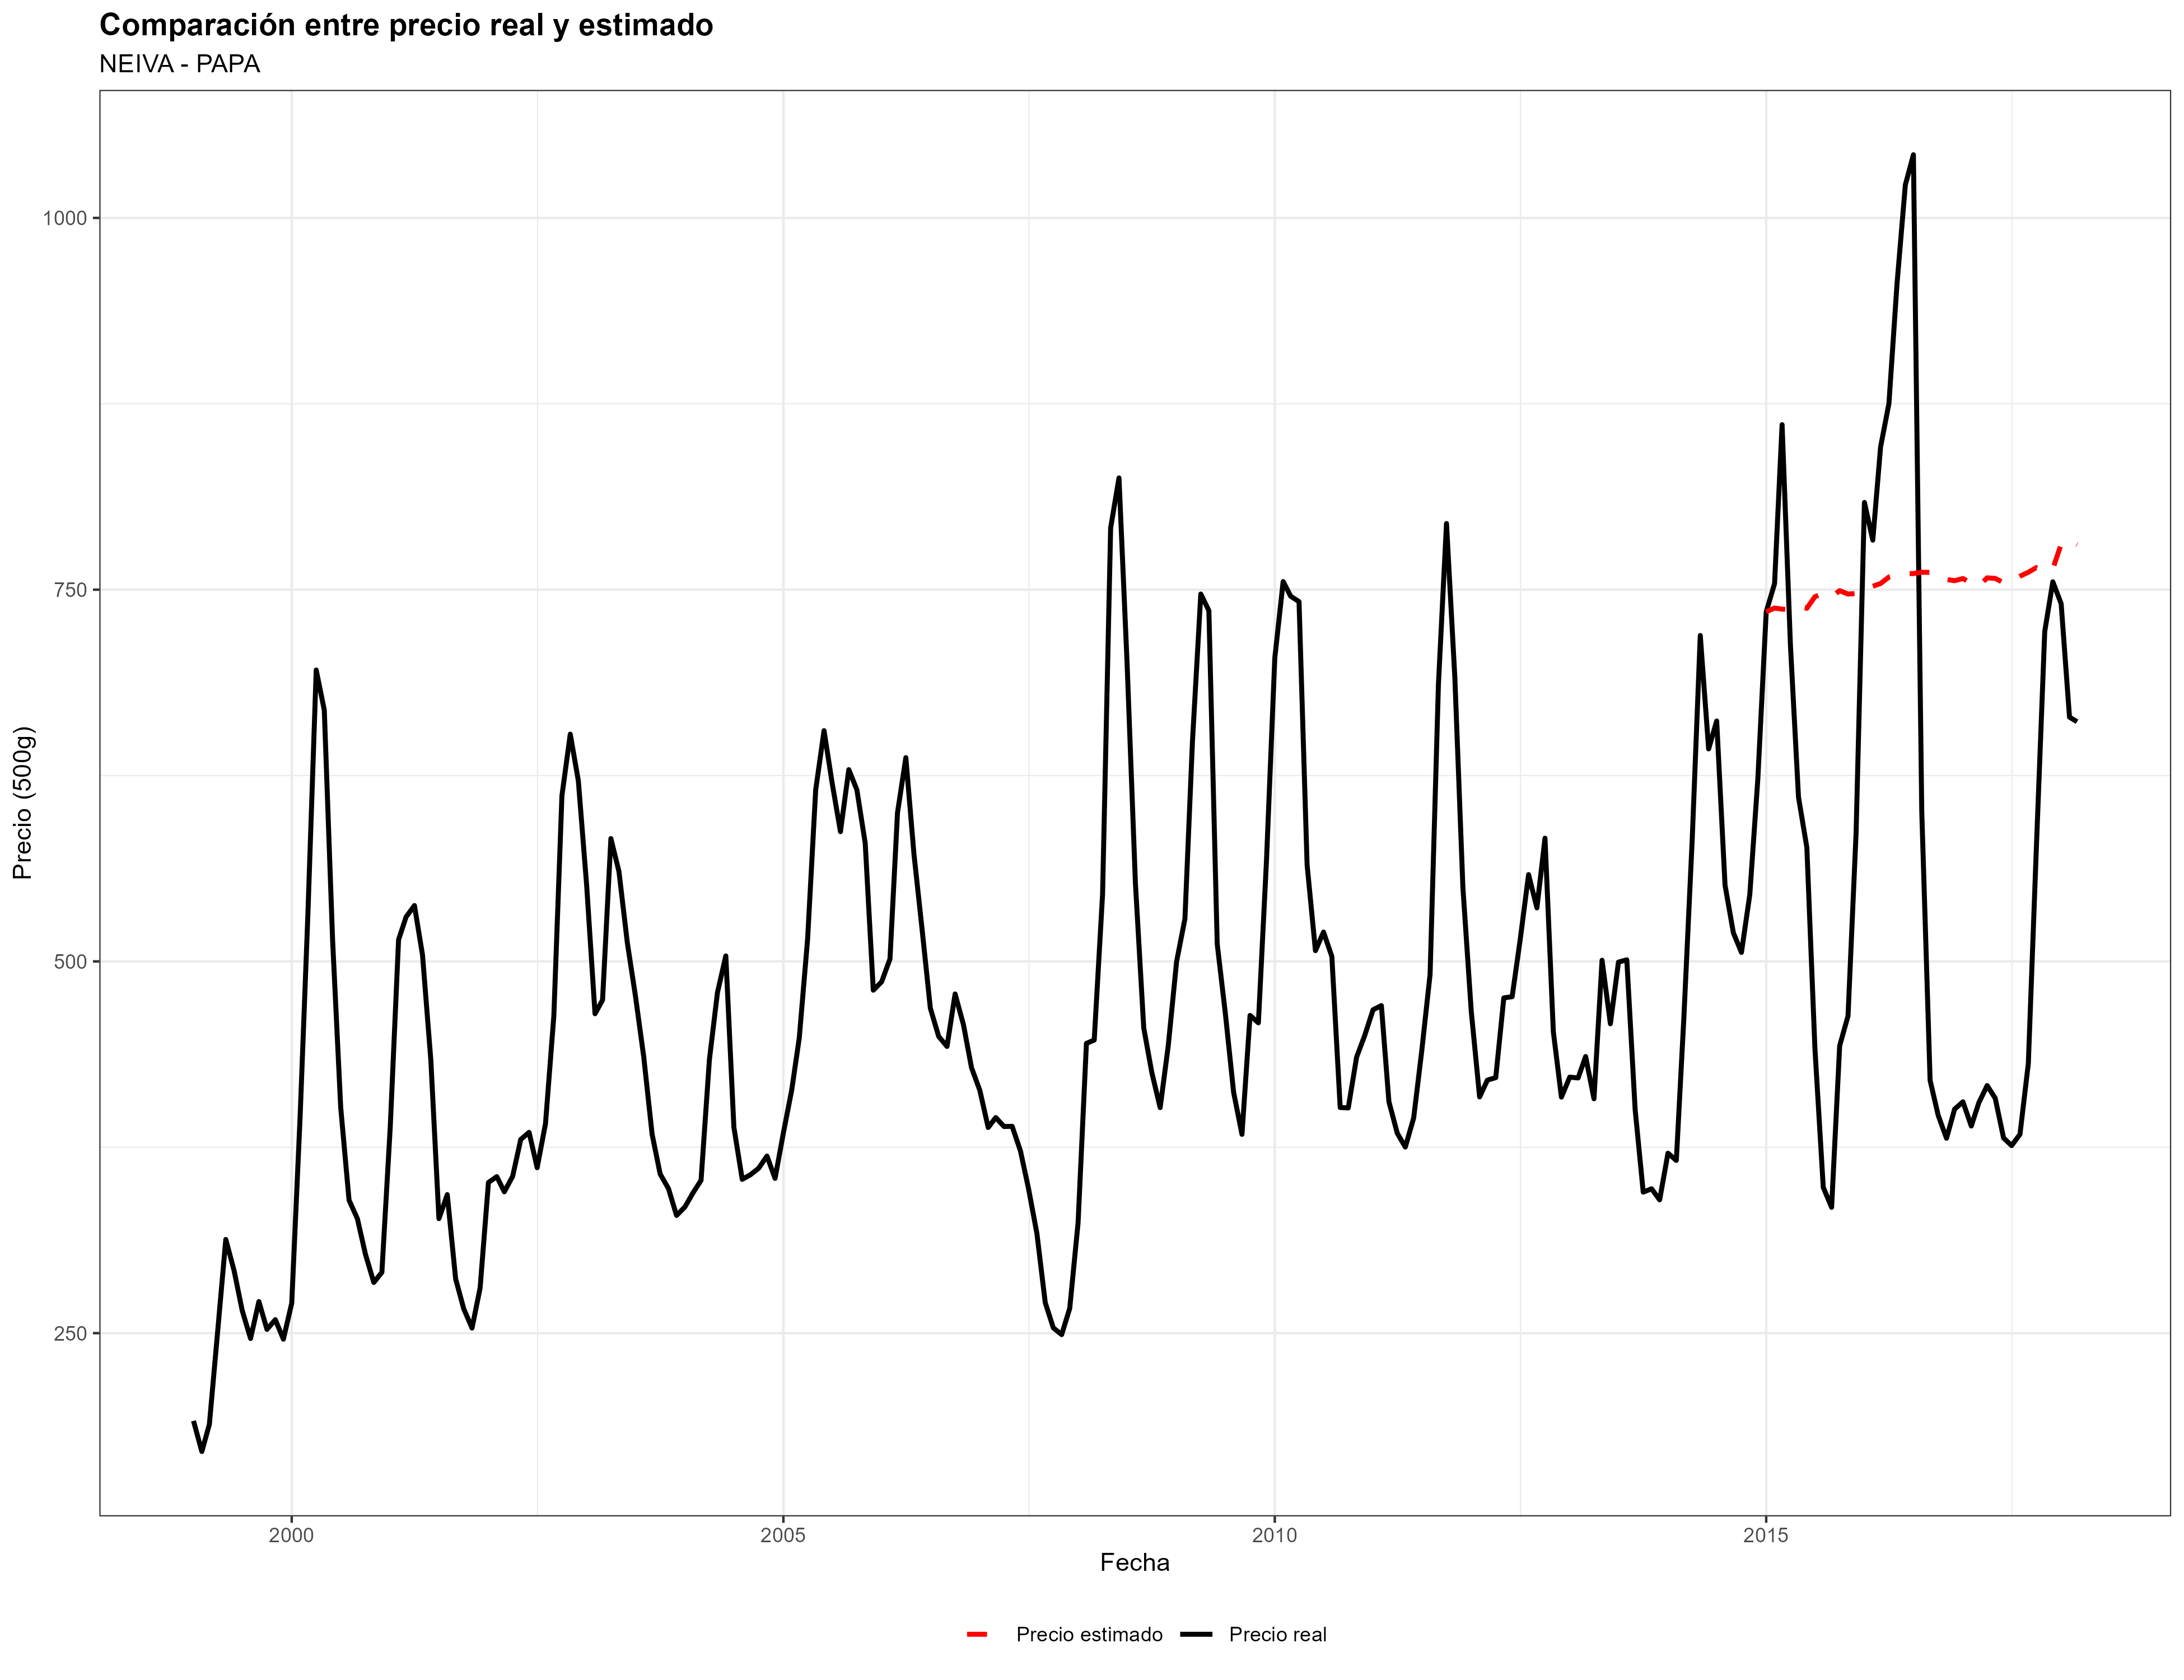 Comparación entre precio real y estimado
NEIVA - PAPA
Precio (500g)
1000
750
500
250
2000 2005 2010 2015
Fecha
Precio estimado Precio real